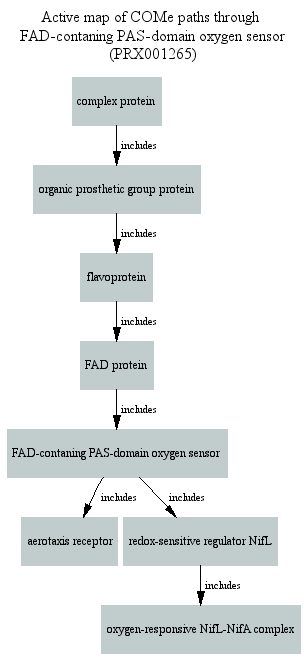 Active map of COMe paths through
FAD-contaning PAS-domain oxygen sensor
(PRX001265)
complex protein
includes
organic prosthetic group protein
includes
flavoprotein
includes
FAD protein
includes
FAD-contaning PAS-domain oxygen sensor
includes
includes
aerotaxis receptor
redox-sensitive regulator NifL
includes
oxygen-responsive NifL-NifA complex